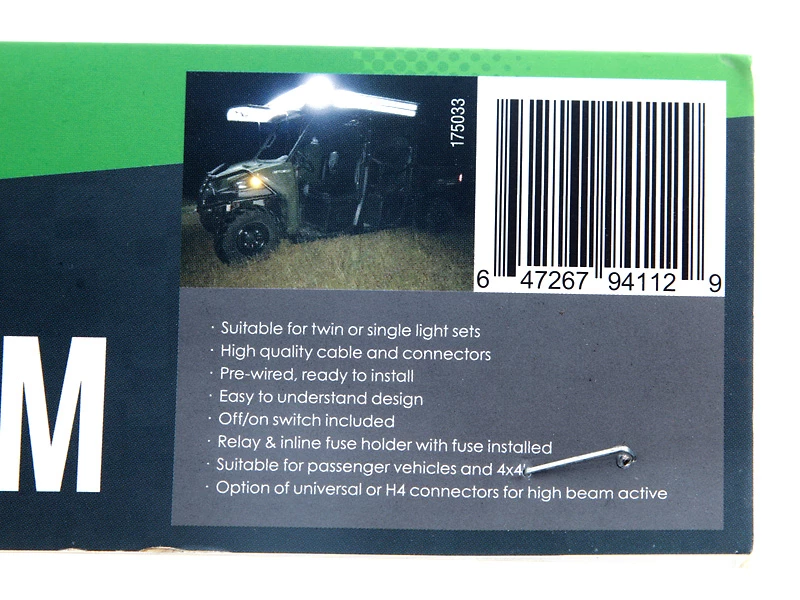 175033
6 47267 94112 9
· Suitable for twin or single light sets
· High quality cable and connectors
· Pre-wired, ready to install
· Easy to understand design
· Off/on switch included
· Relay & inline fuse holder with fuse installed
· Suitable for passenger vehicles and 4x4
· Option of universal or H4 connectors for high beam active
M